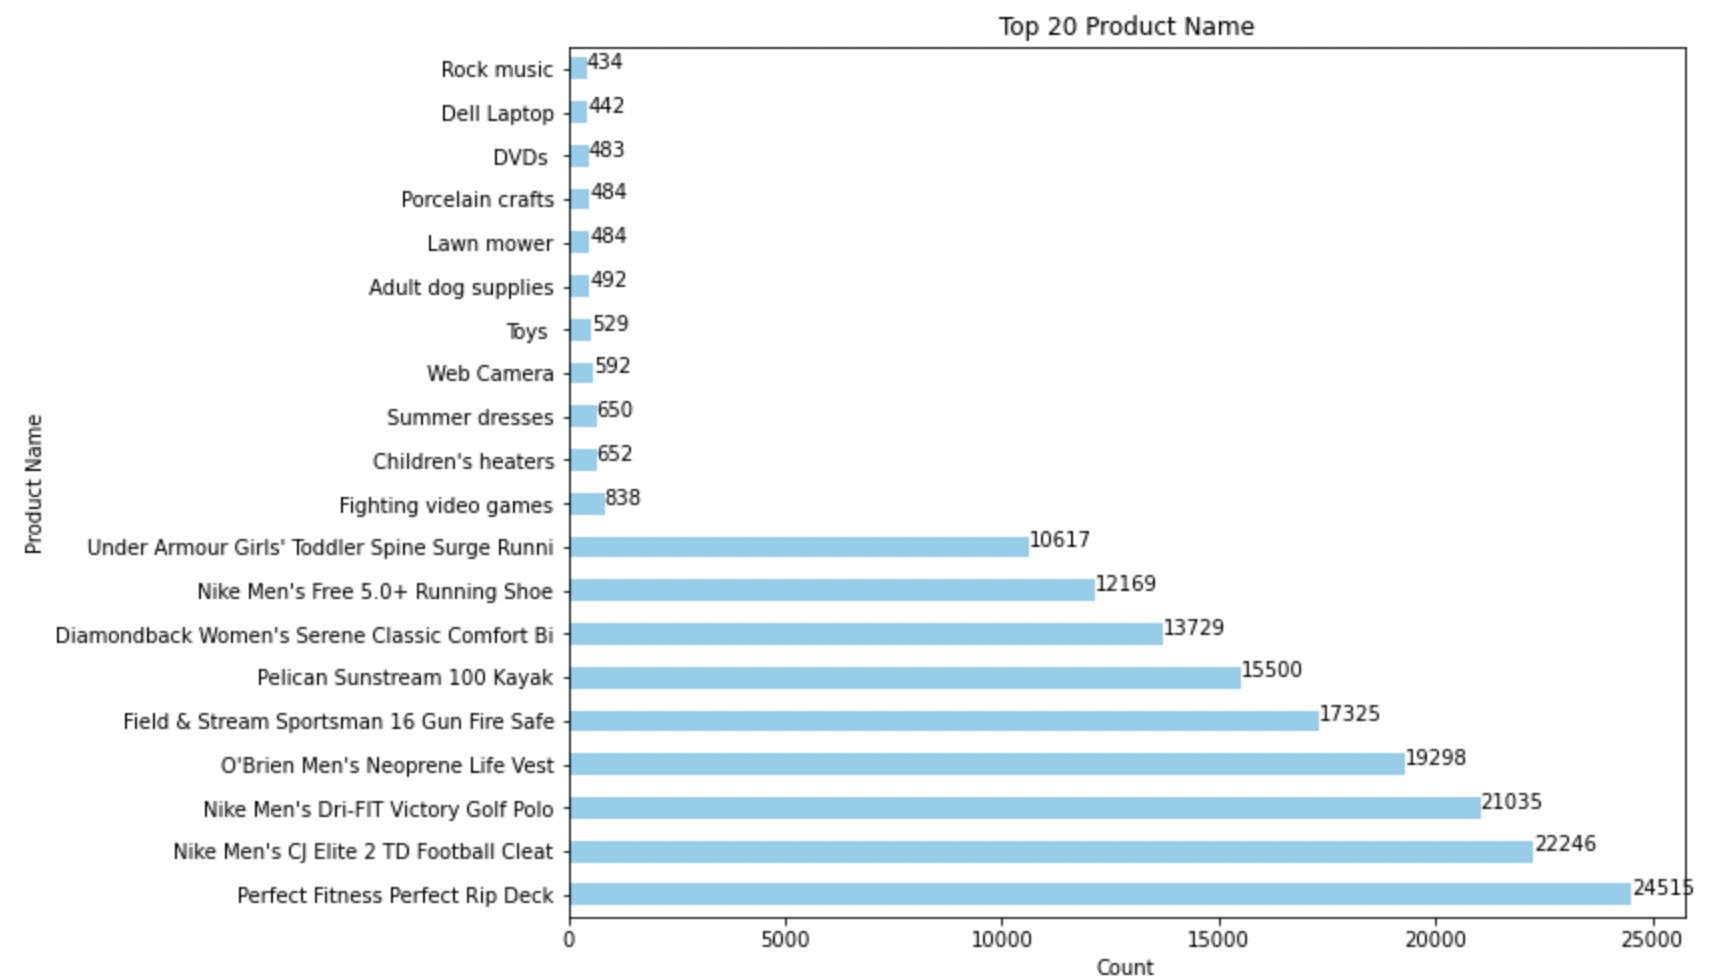 Top 20 Product Name
Rock music 434
Dell Laptop 442
DVDs 483
Porcelain crafts 484
Lawn mower 484
Adult dog supplies 492
Toys 529
Web Camera 592
Summer dresses 650
Children's heaters 652
Fighting video games 838
Under Armour Girls' Toddler Spine Surge Runni 10617
Nike Men's Free 5.0+ Running Shoe 12169
Diamondback Women's Serene Classic Comfort Bi 13729
Pelican Sunstream 100 Kayak 15500
Field & Stream Sportsman 16 Gun Fire Safe 17325
O'Brien Men's Neoprene Life Vest 19298
Nike Men's Dri-FIT Victory Golf Polo 21035
Nike Men's CJ Elite 2 TD Football Cleat 22246
Perfect Fitness Perfect Rip Deck 24515
0 5000 10000 15000 20000 25000
Count
Product Name